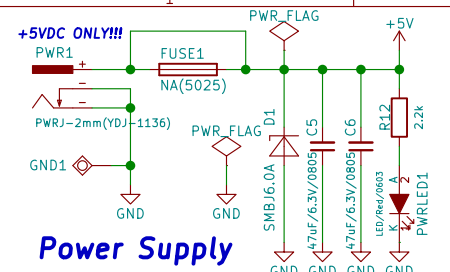 PWR_FLAG
+5V
+5VDC ONLY!!!
PWR1
FUSE1
NA(5025)
PWRJ-2mm(YDJ-1136)
PWR_FLAG
GND1
GND
GND
D1
SMBJ6.0A
C5
47uF/6.3V/0805
C6
47uF/6.3V/0805
R12
2.2k
LED/Red/0603
A
2
K
1
PWRLED1
Power Supply
GND
GND
GND
GND